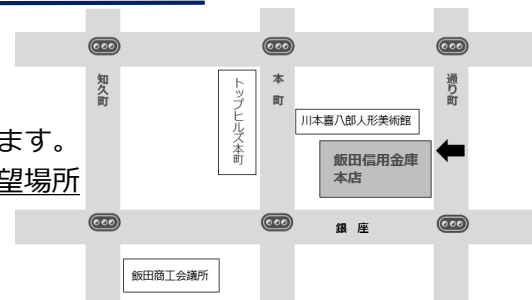 知久町
トップヒルズ本町
本町
通り町
川本喜八郎人形美術館
ます。
望場所
飯田信用金庫
本店
銀座
飯田商工会議所